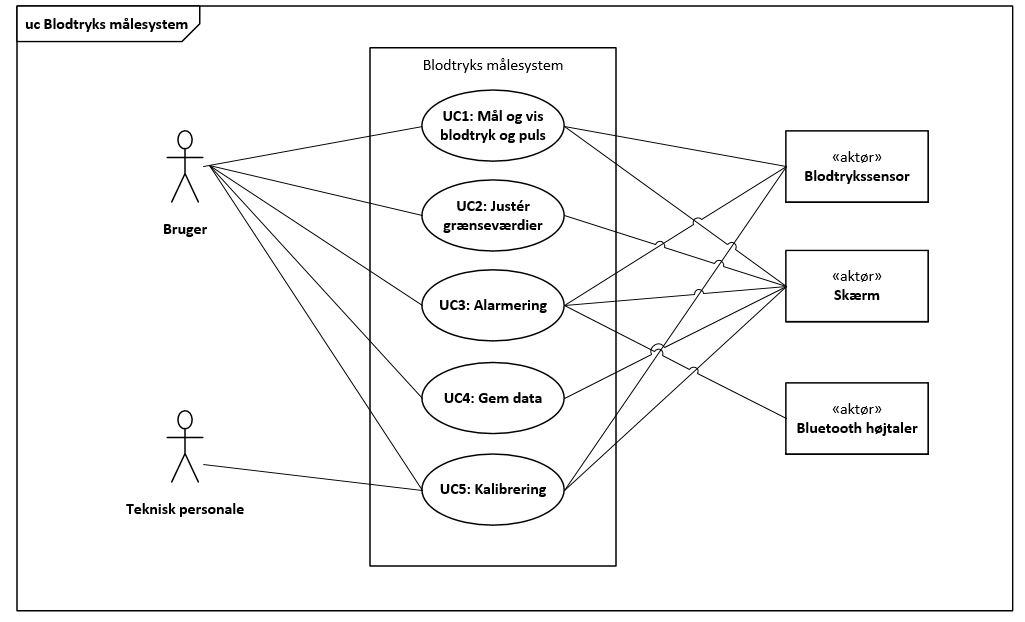 uc Blodtryks målesystem
Blodtryks målesystem
UC1: Mål og vis
blodtryk og puls
UC2: Justér
grænseværdier
UC3: Alarmering
UC4: Gem data
UC5: Kalibrering
Bruger
Teknisk personale
«aktør»
Blodtrykssensor
«aktør»
Skærm
«aktør»
Bluetooth højtaler